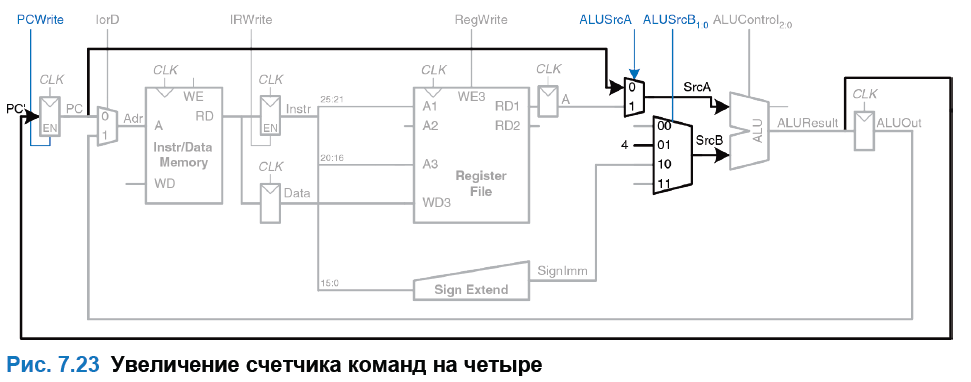 PCWrite IorD IRWrite RegWrite ALUSrcA ALUSrcB1:0 ALUControl2:0
CLK CLK CLK CLK CLK CLK
PC' PC EN 0 1 Adr
WE A RD Instr/Data Memory WD
Instr EN
CLK Data
25:21
20:16
15:0
WE3 A1 RD1 A2 RD2 A3 Register File WD3
A
0 1 SrcA
00 4 01 10 11 SrcB
ALU ALUResult ALUOut
SignImm
Sign Extend
Рис. 7.23 Увеличение счетчика команд на четыре